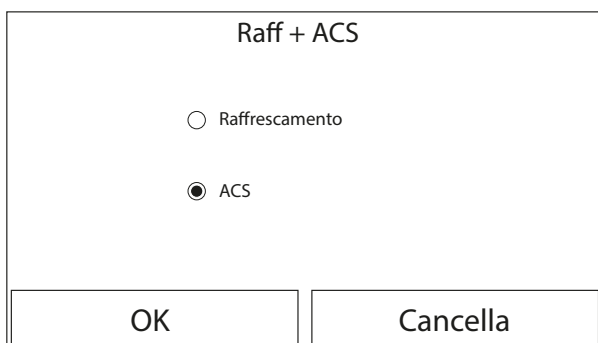 Raff + ACS
Raffrescamento
ACS
OK
Cancella